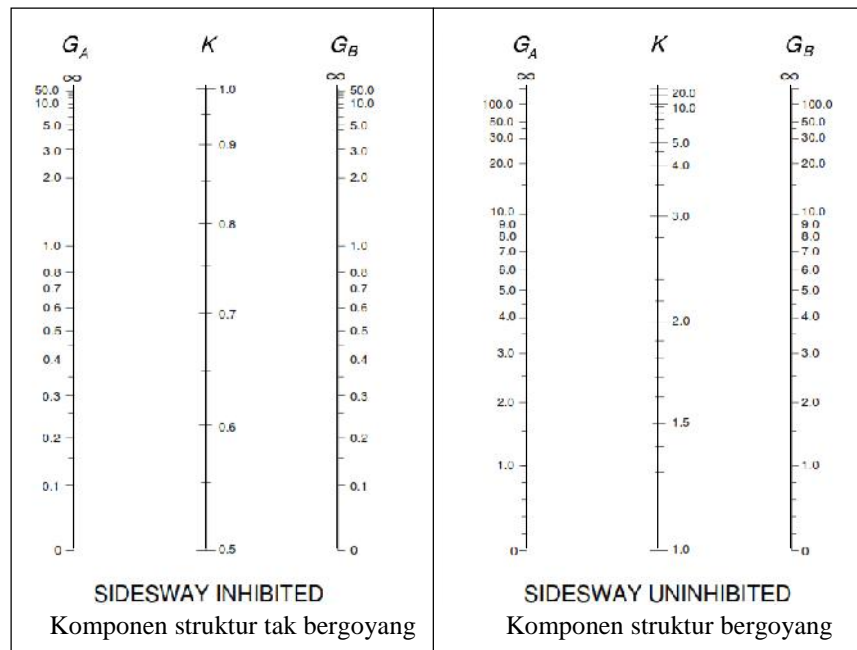 G_A K G_B
∞ ∞
50.0 1.0 50.0
10.0 10.0
5.0 0.9 5.0
3.0 3.0
2.0 2.0
0.8
1.0 1.0
0.8 0.8
0.7 0.7 0.7
0.6 0.6
0.5 0.5
0.4 0.4
0.3 0.3
0.2 0.6 0.2
0.1 0.1
0 0.5 0
SIDESWAY INHIBITED
Komponen struktur tak bergoyang
G_A K G_B
∞ ∞
100.0 20.0 100.0
10.0
50.0 50.0
30.0 5.0 30.0
20.0 4.0 20.0
10.0 3.0 10.0
9.0 9.0
8.0 8.0
7.0 7.0
6.0 6.0
5.0 5.0
4.0 2.0 4.0
3.0 3.0
2.0 2.0
1.5
1.0 1.0
0 1.0 0
SIDESWAY UNINHIBITED
Komponen struktur bergoyang